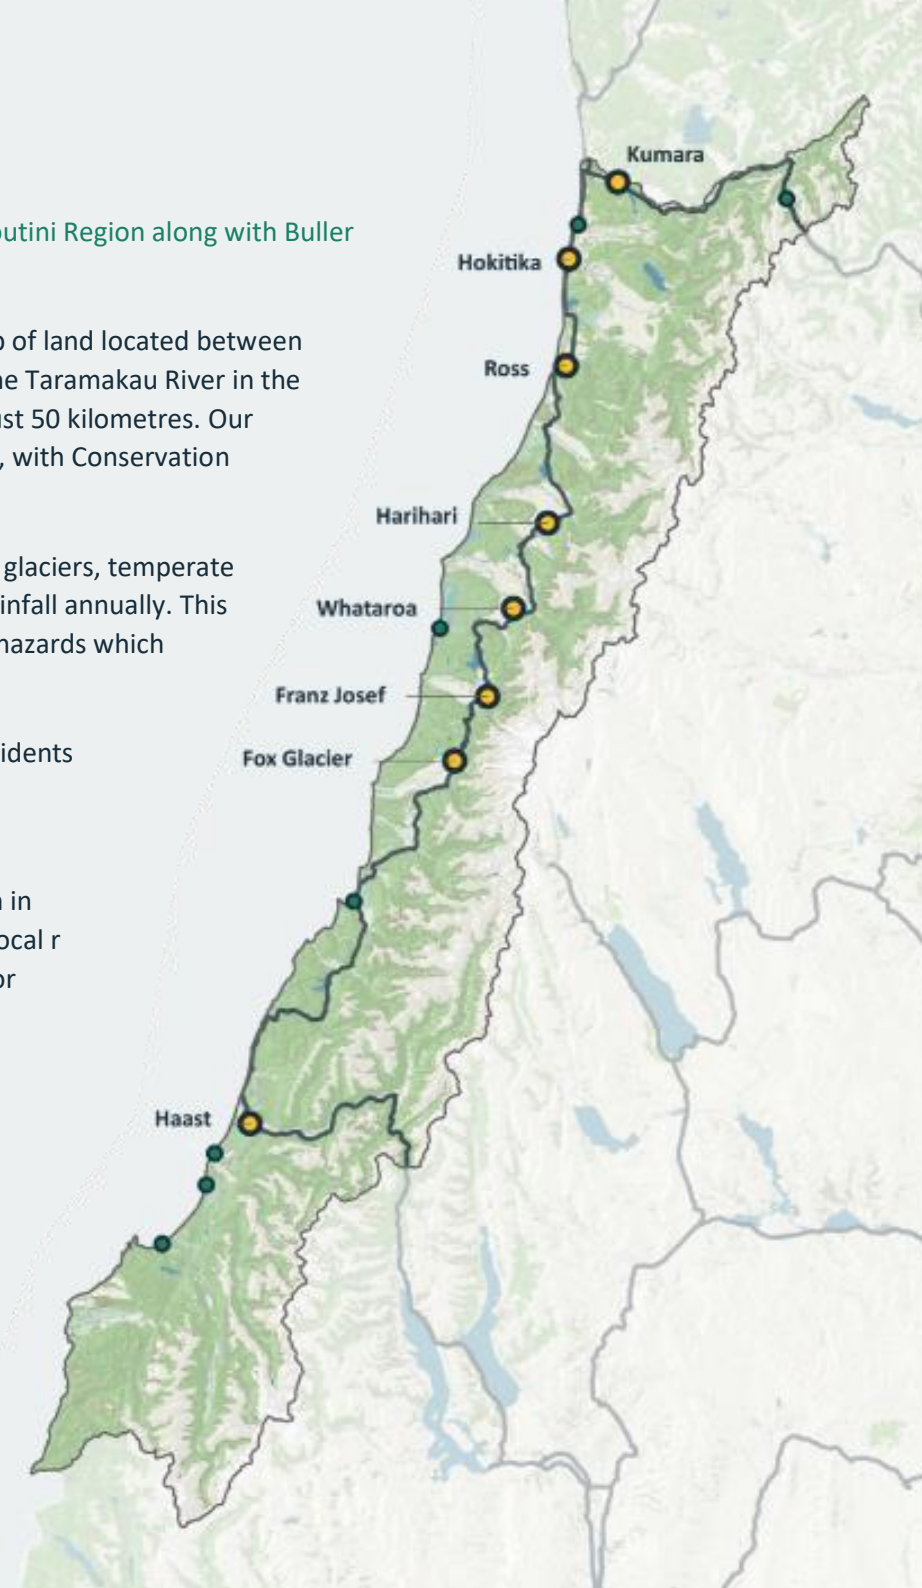 outini Region along with Buller
of land located between
Taramakau River in the
ust 50 kilometres. Our
, with Conservation
glaciers, temperate
infall annually. This
hazards which
idents
in
ocal r
or
Kumara
Hokitika
Ross
Harihari
Whataroa
Franz Josef
Fox Glacier
Haast